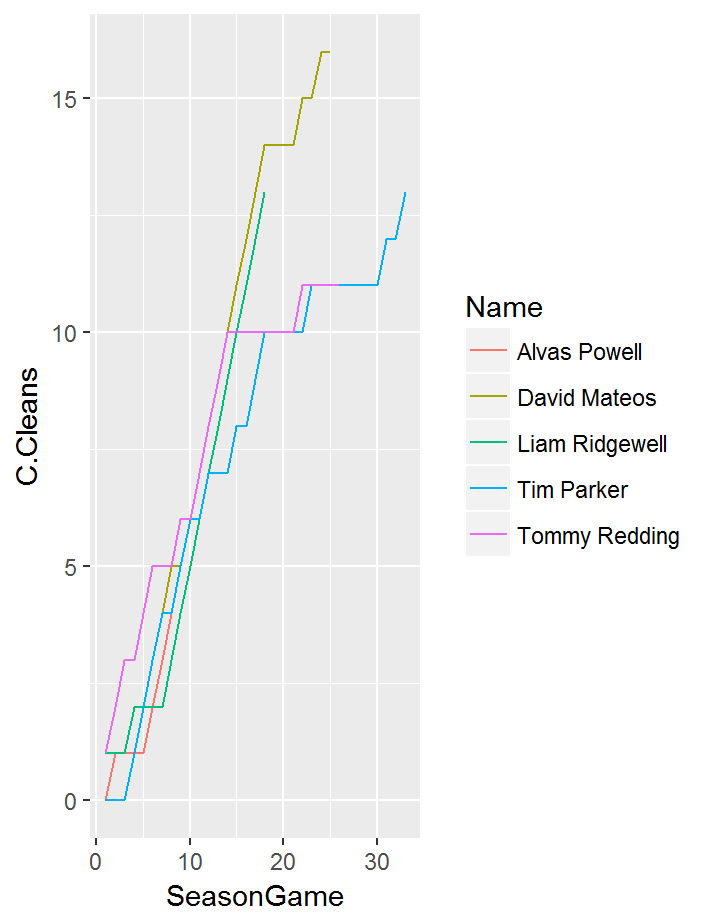 15
10
5
0
C.Cleans
0 10 20 30
SeasonGame
Name
Alvas Powell
David Mateos
Liam Ridgewell
Tim Parker
Tommy Redding